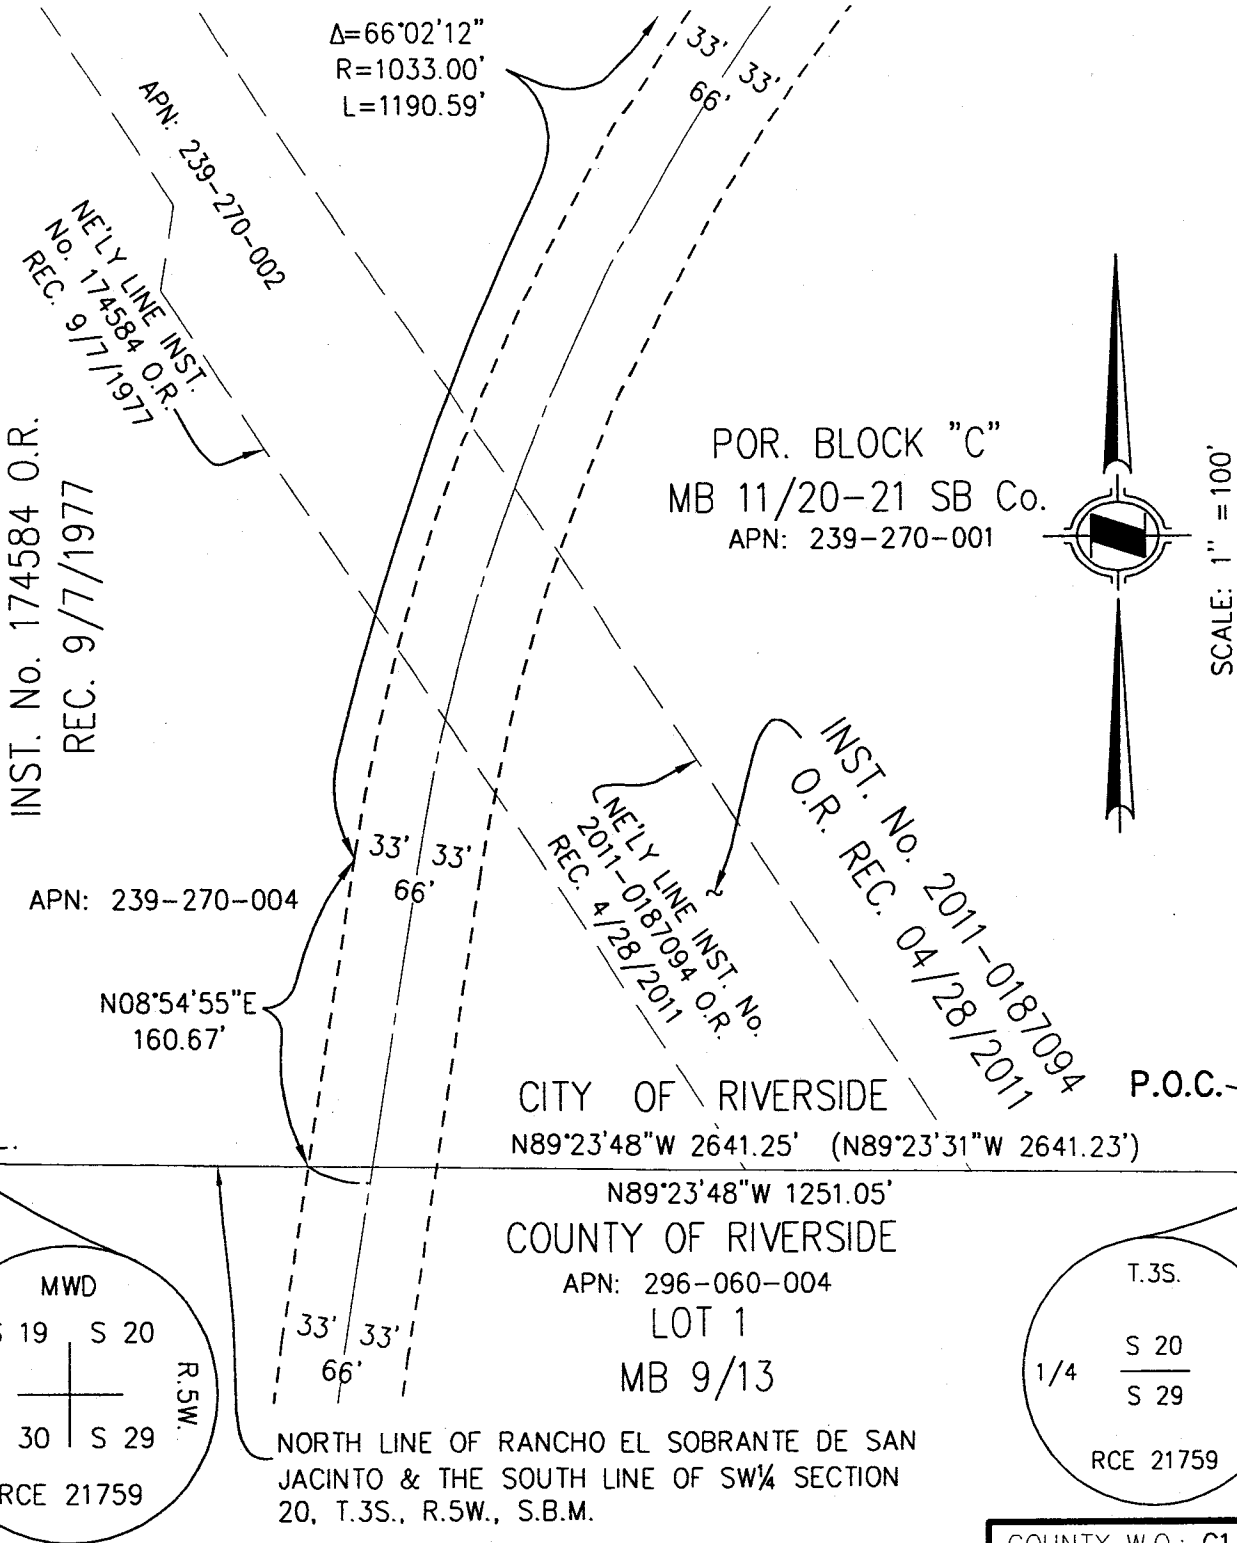 Δ=66°02'12"
R=1033.00'
L=1190.59'
33'
33'
66'
APN: 239-270-002
NE'LY LINE INST.
No. 174584 O.R.
REC. 9/7/1977
INST. No. 174584 O.R.
REC. 9/7/1977
POR. BLOCK "C"
MB 11/20-21 SB Co.
APN: 239-270-001
SCALE: 1" =100'
INST. No. 2011-0187094
O.R. REC. 04/28/2011
NE'LY LINE INST. No.
2011-0187094 O.R.
REC. 4/28/2011
33'
33'
66'
APN: 239-270-004
N08°54'55"E
160.67'
CITY OF RIVERSIDE
P.O.C.-
N89°23'48"W 2641.25' (N89°23'31"W 2641.23')
N89°23'48"W 1251.05'
COUNTY OF RIVERSIDE
APN: 296-060-004
LOT 1
MB 9/13
33'
33'
66'
MWD
S 19 S 20
30 S 29
R.5W.
RCE 21759
T.3S.
1/4
S 20
S 29
RCE 21759
NORTH LINE OF RANCHO EL SOBRANTE DE SAN
JACINTO & THE SOUTH LINE OF SW¼ SECTION
20, T.3S., R.5W., S.B.M.
COUNTY W.O.: C1